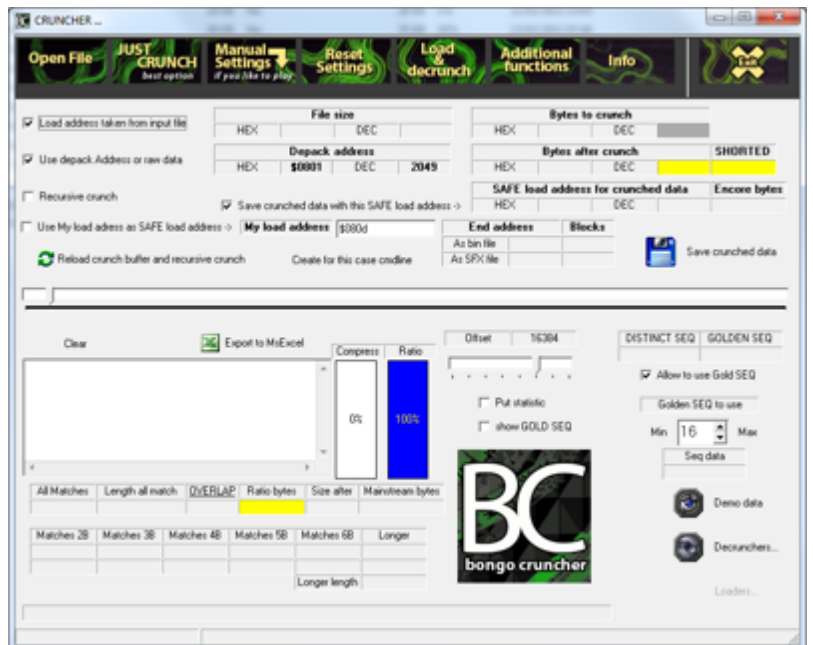 CRUNCHER ...
Open File
JUST CRUNCH best option
Manual Settings if you like to play
Reset Settings
Load & decrunch
Additional functions
Info
Exit
Load address taken from input file
File size
HEX DEC
Bytes to crunch
HEX DEC
Use depack Address or raw data
Depack address
HEX $0801 DEC 2049
Bytes after crunch SHORTED
HEX DEC
Recursive crunch
Save crunched data with this SAFE load address ->
SAFE load address for crunched data Encore bytes
HEX DEC
Use My load adress as SAFE load address -> My load address $080d
End address Blocks
As bin file
As SFX file
Reload crunch buffer and recursive crunch
Create for this case cmdline
Save crunched data
Clear
Export to MsExcel
Compress Ratio
0% 100%
Offset 16384
Put statistic
show GOLD SEQ
DISTINCT SEQ GOLDEN SEQ
Allow to use Gold SEQ
Golden SEQ to use
Min 16 Max
Seq data
All Matches Length all match OVERLAP Ratio bytes Size after Mainstream bytes
Matches 2B Matches 3B Matches 4B Matches 5B Matches 6B Longer
Longer length
BC
bongo cruncher
Demo data
Decrunchers...
Loaders...